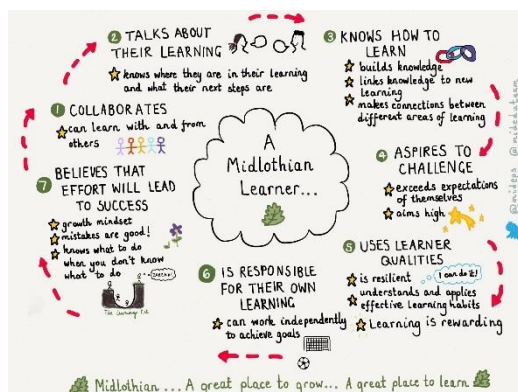 A
Midlothian
Learner...
1 COLLABORATES
can learn with and from
others
2 TALKS ABOUT
THEIR LEARNING
knows where they are in their learning
and what their next steps are
3 KNOWS HOW TO
LEARN
builds knowledge
links knowledge to new
learning
makes connections between
different areas of learning
4 ASPIRES TO
CHALLENGE
exceeds expectations
of themselves
aims high
5 USES LEARNER
QUALITIES
is resilient
I can do it!
understands and applies
effective learning habits
Learning is rewarding
6 IS RESPONSIBLE
FOR THEIR OWN
LEARNING
can work independently
to achieve goals
7 BELIEVES THAT
EFFORT WILL LEAD
TO SUCCESS
growth mindset
mistakes are good!
knows what to do
when you don't know
what to do
The Learning Pit
@mideps @mideduteam
Midlothian ... A great place to grow... A great place to learn.